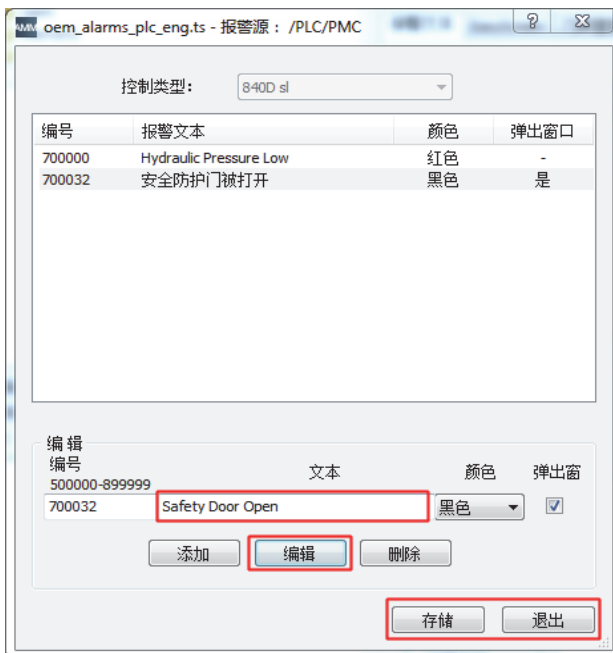 AMM oem_alarms_plc_eng.ts - 报警源： /PLC/PMC ?
控制类型： 840D sl
编号 报警文本 颜色 弹出窗口
700000 Hydraulic Pressure Low 红色 -
700032 安全防护门被打开 黑色 是
编辑
编号 文本 颜色 弹出窗
500000-899999
700032 Safety Door Open 黑色
添加 编辑 删除
存储 退出